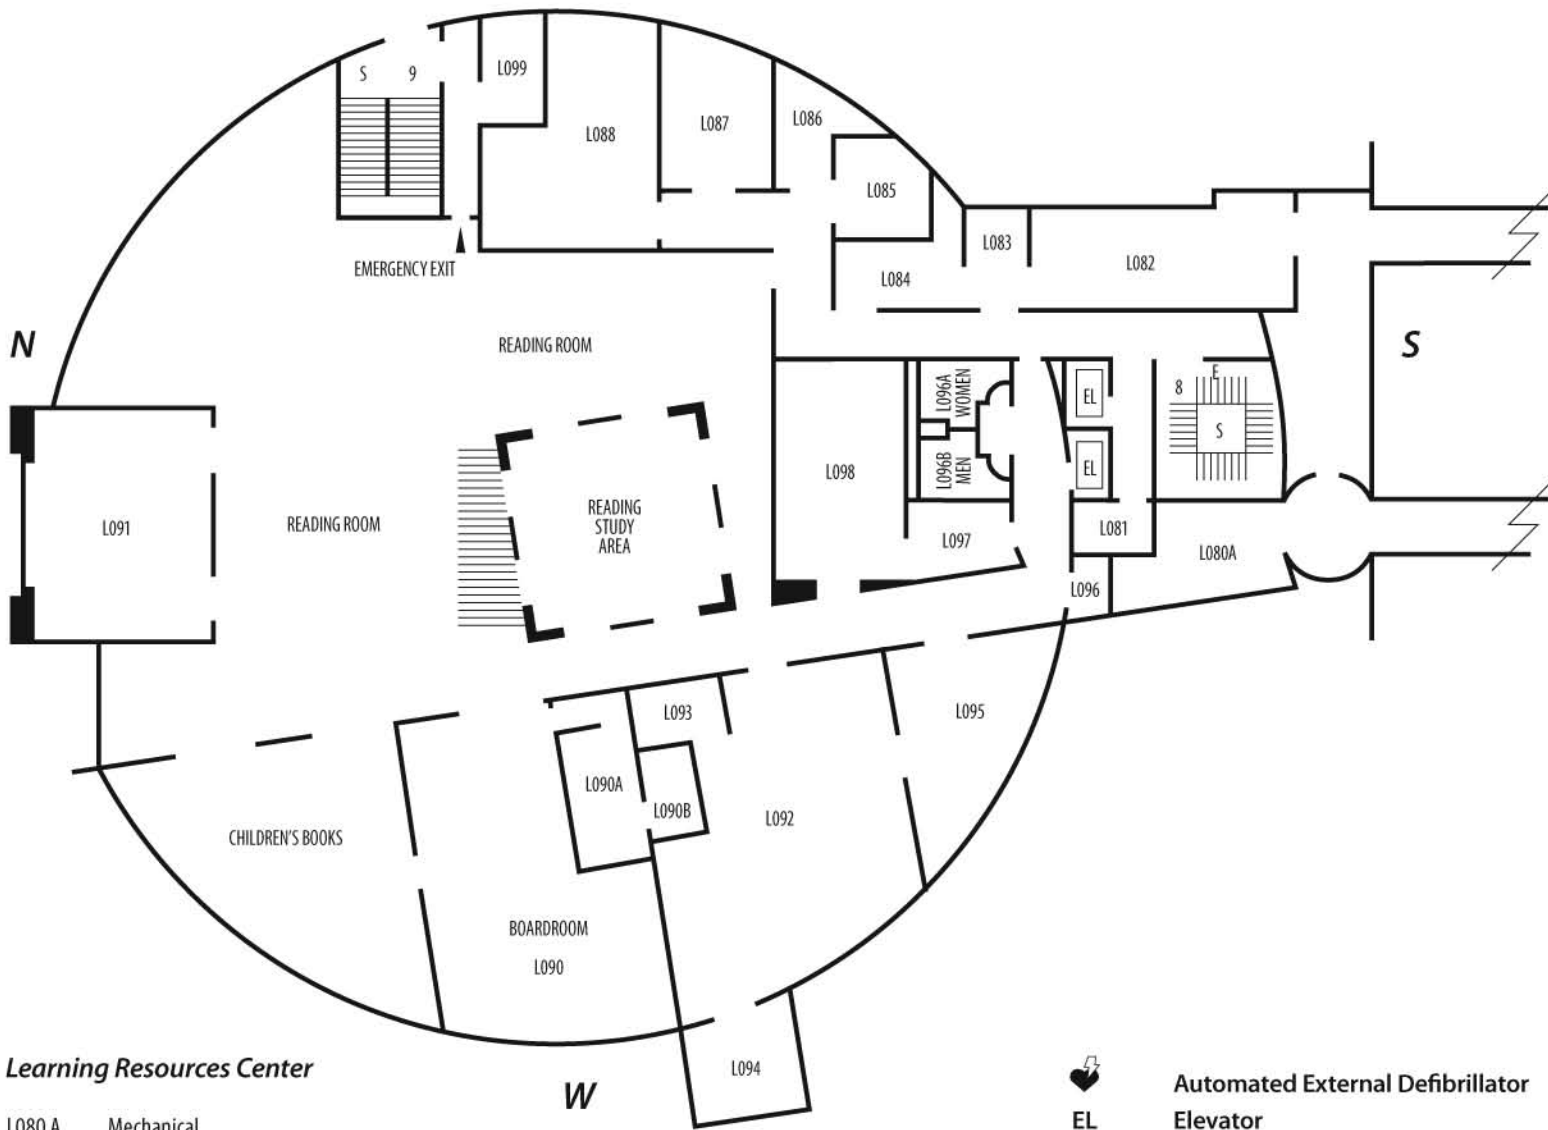 S 9
L099
L088
L087
L086
L085
L083
L084
L082
EMERGENCY EXIT
N
READING ROOM
S
L096A
WOMEN
EL
8
E
S
L096B
MEN
EL
L098
L091
READING ROOM
READING
STUDY
AREA
L097
L081
L080A
L096
L093
L095
L090A
L090B
L092
CHILDREN'S BOOKS
BOARDROOM
L090
L094
W
Learning Resources Center
L080 A Mechanical
Automated External Defibrillator
EL Elevator